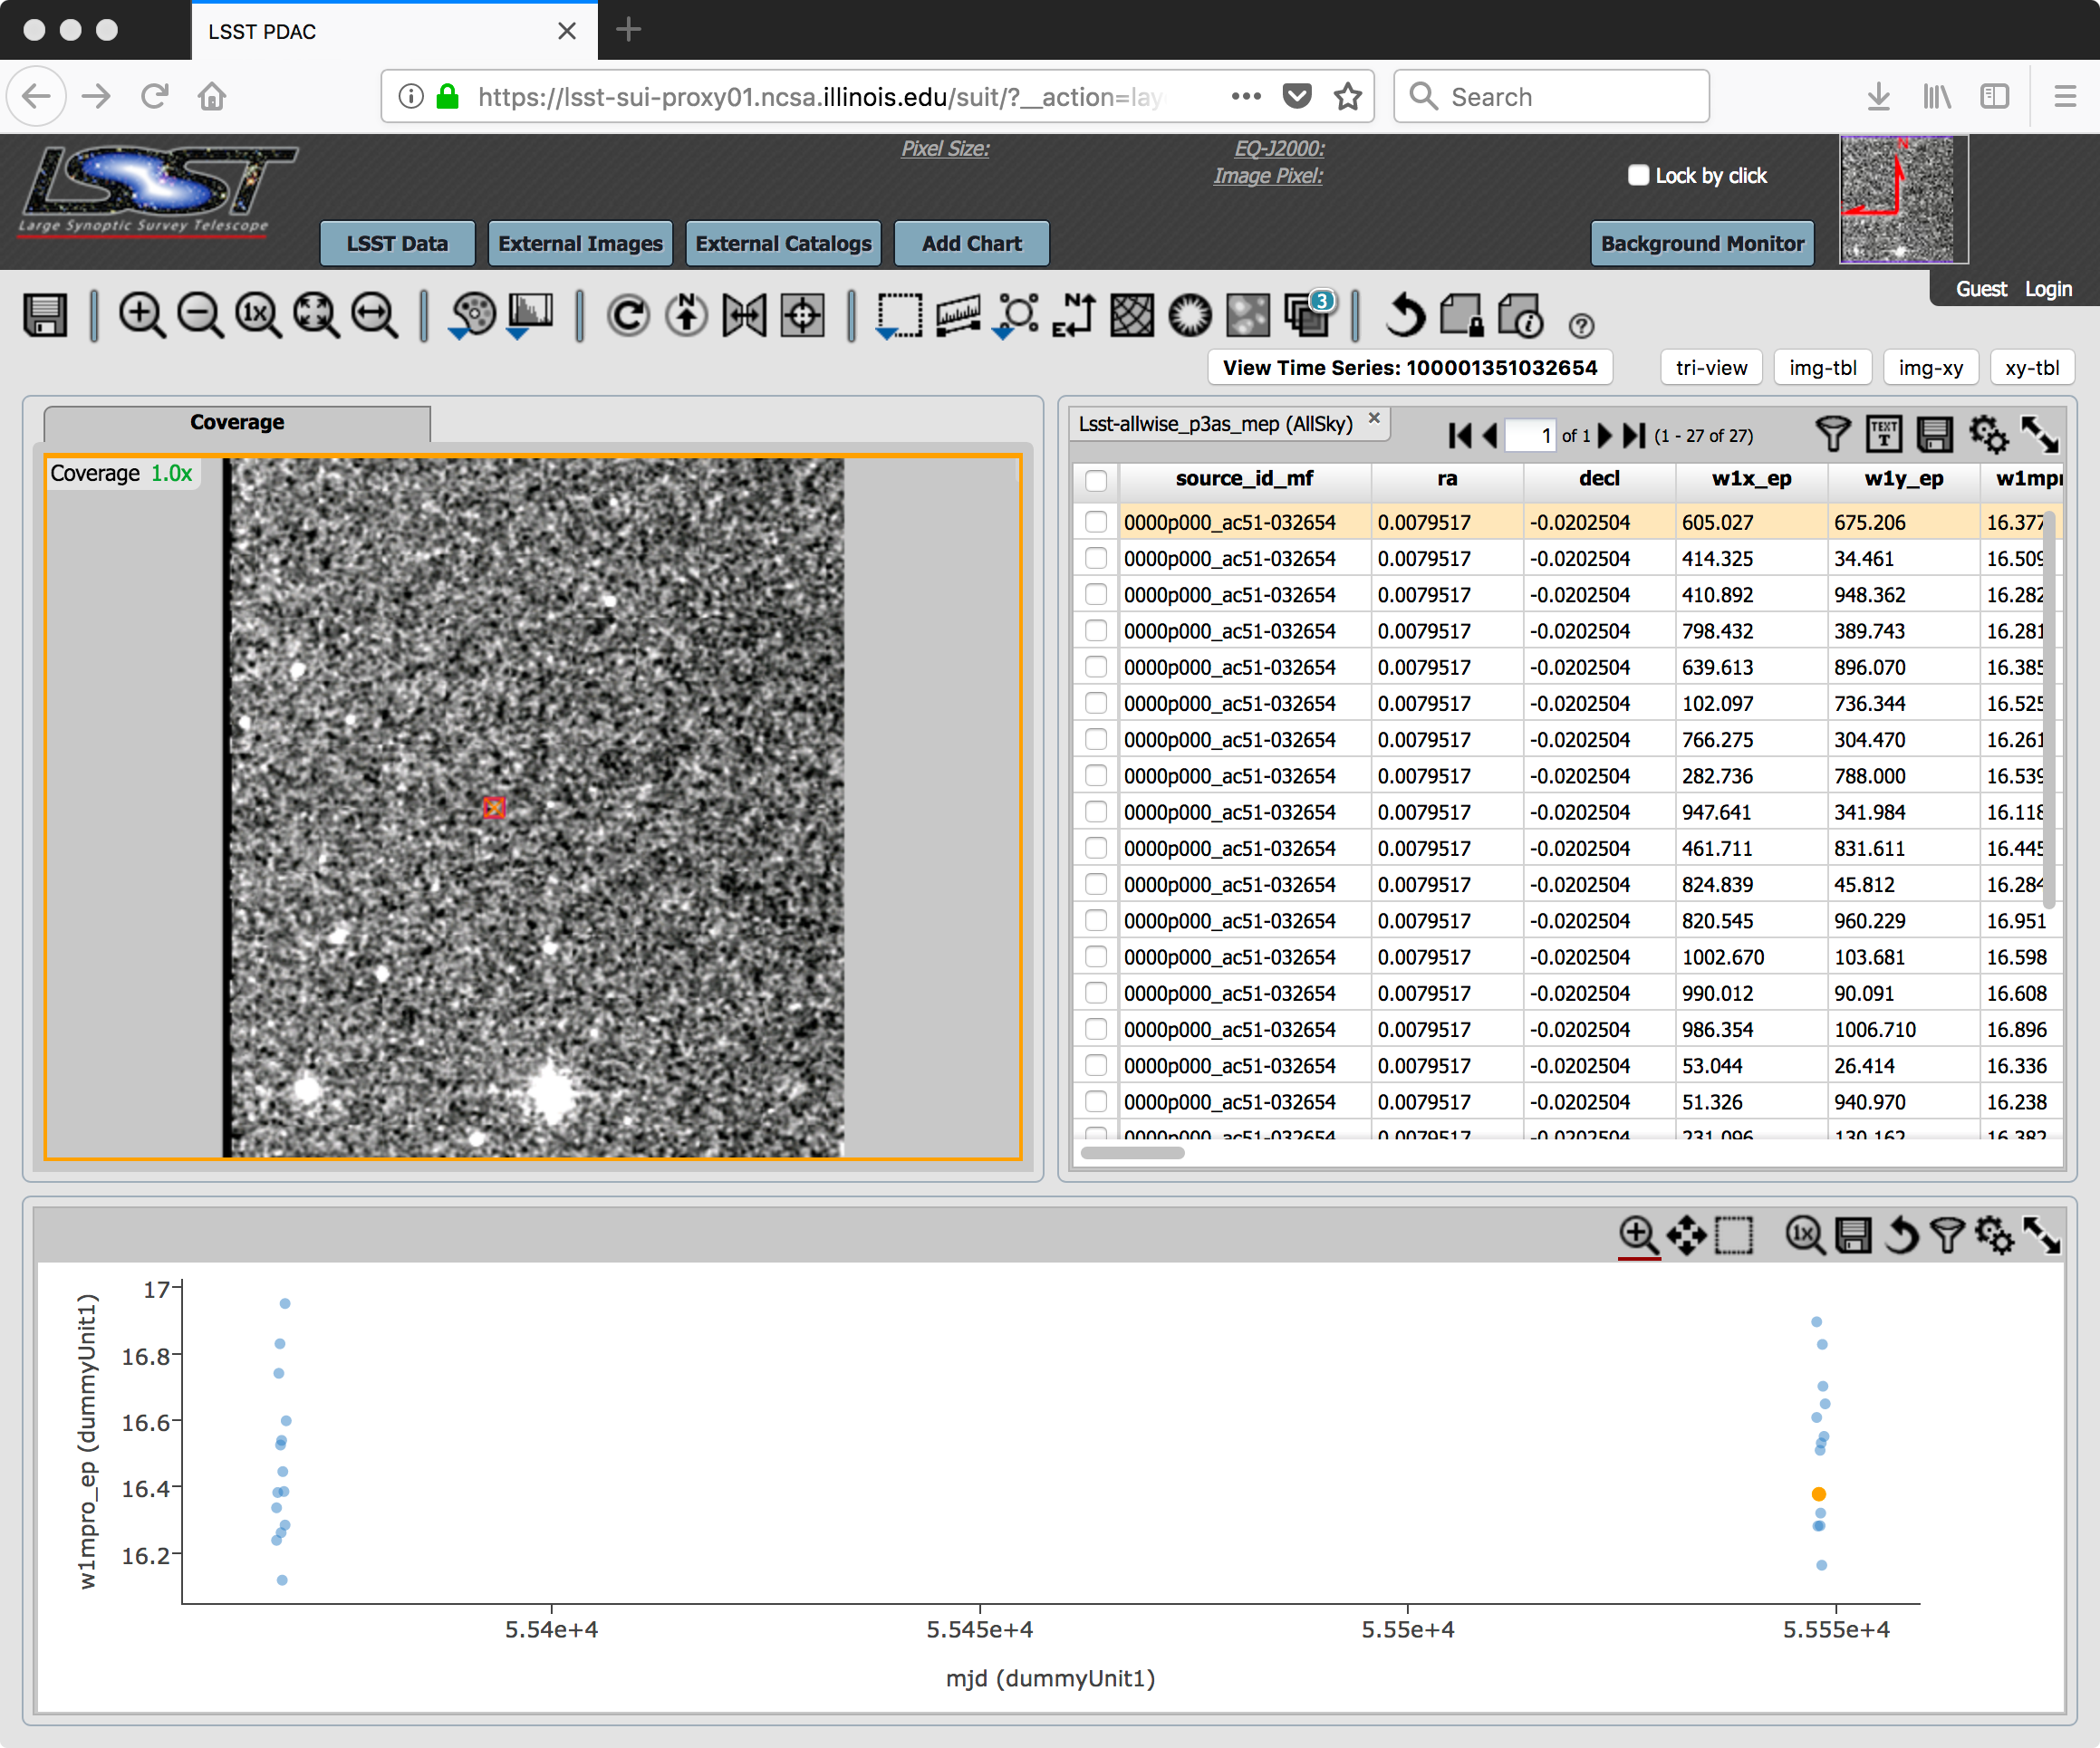 LSST PDAC
https://lsst-sui-proxy01.ncsa.illinois.edu/suit/?__action=lay
Search
LSST
Large Synoptic Survey Telescope
Pixel Size:
EQ-J2000:
Image Pixel:
Lock by click
N
LSST Data
External Images
External Catalogs
Add Chart
Background Monitor
Guest Login
1x
N
N
E
3
i
?
View Time Series: 100001351032654
tri-view
img-tbl
img-xy
xy-tbl
Coverage
Coverage 1.0x
Lsst-allwise_p3as_mep (AllSky)
1 of 1 (1 - 27 of 27)
TEXT
T
source_id_mf ra decl w1x_ep w1y_ep w1mpr
0000p000_ac51-032654 0.0079517 -0.0202504 605.027 675.206 16.377
0000p000_ac51-032654 0.0079517 -0.0202504 414.325 34.461 16.509
0000p000_ac51-032654 0.0079517 -0.0202504 410.892 948.362 16.282
0000p000_ac51-032654 0.0079517 -0.0202504 798.432 389.743 16.281
0000p000_ac51-032654 0.0079517 -0.0202504 639.613 896.070 16.385
0000p000_ac51-032654 0.0079517 -0.0202504 102.097 736.344 16.525
0000p000_ac51-032654 0.0079517 -0.0202504 766.275 304.470 16.261
0000p000_ac51-032654 0.0079517 -0.0202504 282.736 788.000 16.539
0000p000_ac51-032654 0.0079517 -0.0202504 947.641 341.984 16.118
0000p000_ac51-032654 0.0079517 -0.0202504 461.711 831.611 16.445
0000p000_ac51-032654 0.0079517 -0.0202504 824.839 45.812 16.284
0000p000_ac51-032654 0.0079517 -0.0202504 820.545 960.229 16.951
0000p000_ac51-032654 0.0079517 -0.0202504 1002.670 103.681 16.598
0000p000_ac51-032654 0.0079517 -0.0202504 990.012 90.091 16.608
0000p000_ac51-032654 0.0079517 -0.0202504 986.354 1006.710 16.896
0000p000_ac51-032654 0.0079517 -0.0202504 53.044 26.414 16.336
0000p000_ac51-032654 0.0079517 -0.0202504 51.326 940.970 16.238
0000p000_ac51-032654 0.0079517 -0.0202504 231.096 130.162 16.382
1x
17
16.8
16.6
16.4
16.2
w1mpro_ep (dummyUnit1)
5.54e+4 5.545e+4 5.55e+4 5.555e+4
mjd (dummyUnit1)